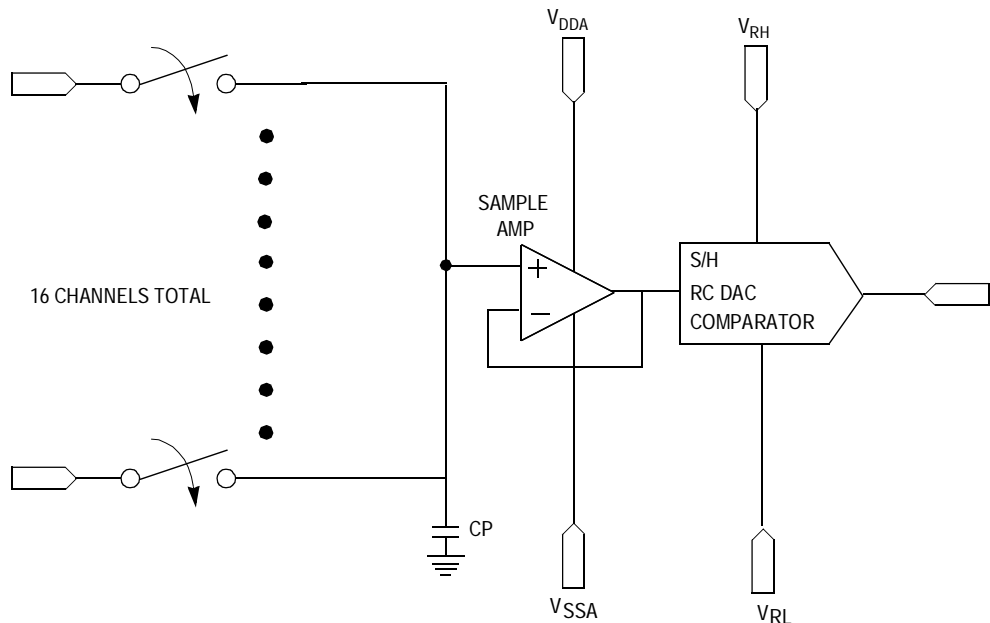 VDDA
VRH
SAMPLE
AMP
+
−
S/H
RC DAC
COMPARATOR
16 CHANNELS TOTAL
CP
VSSA
VRL